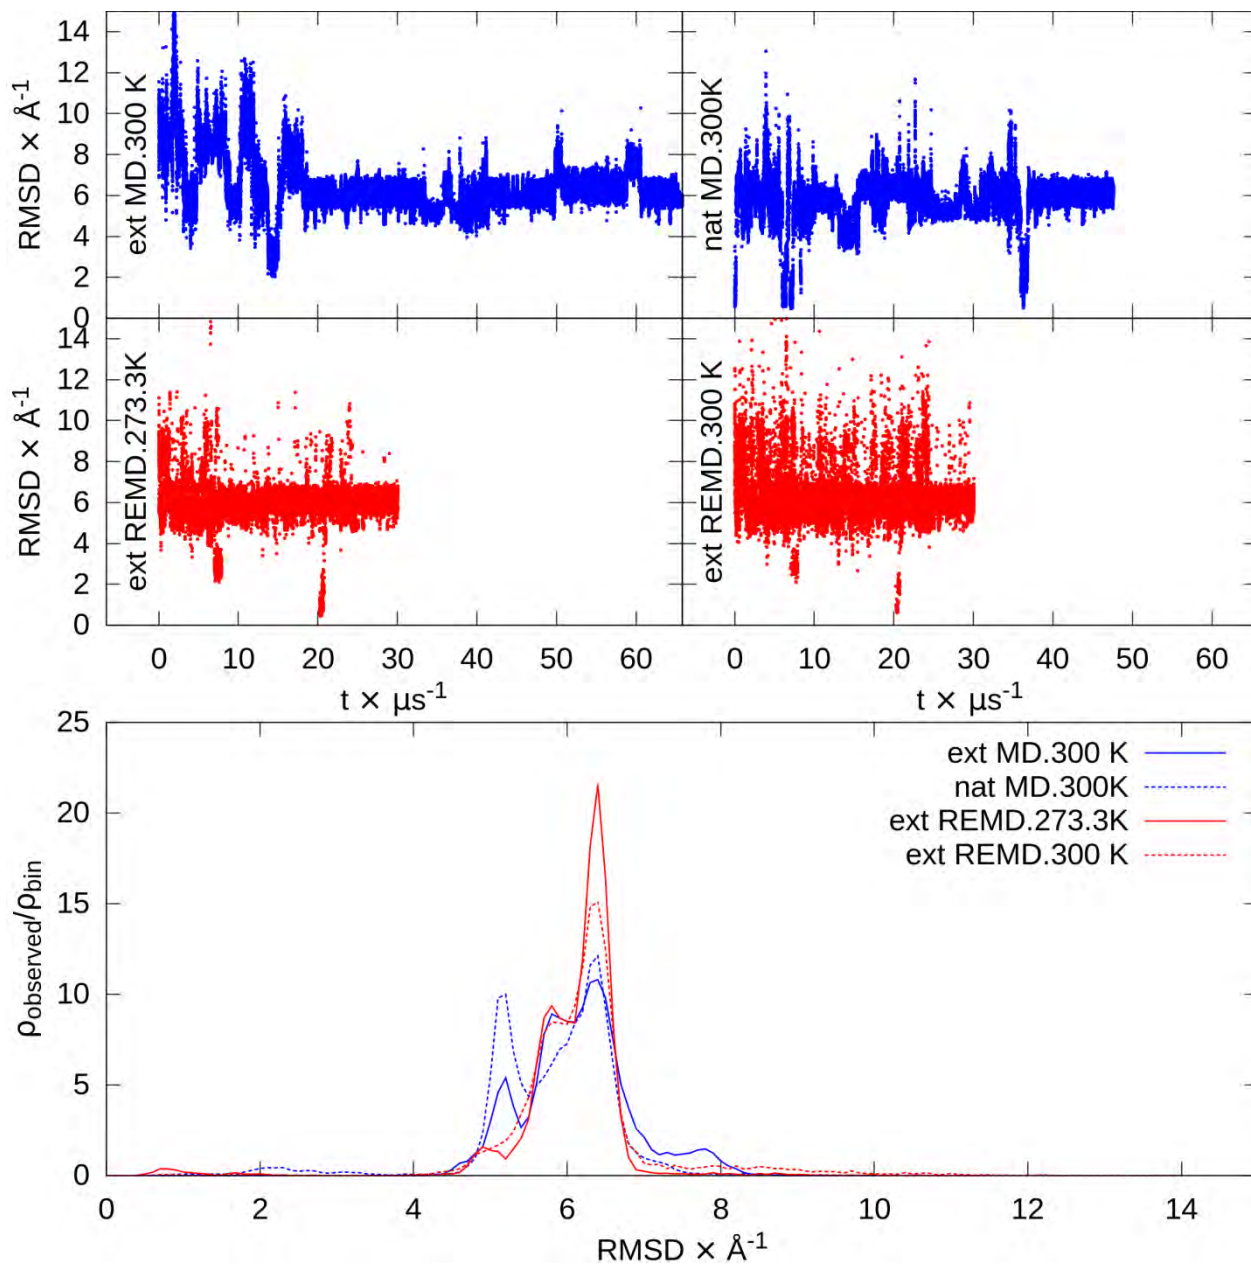 RMSD × Å⁻¹
14
12
10
8
6
4
2
0
ext MD.300 K
nat MD.300K
RMSD × Å⁻¹
14
12
10
8
6
4
2
0
ext REMD.273.3K
ext REMD.300 K
0 10 20 30 40 50 60 0 10 20 30 40 50 60
t × µs⁻¹ t × µs⁻¹
ρobserved/ρbin
25
20
15
10
5
0
ext MD.300 K
nat MD.300K
ext REMD.273.3K
ext REMD.300 K
0 2 4 6 8 10 12 14
RMSD × Å⁻¹